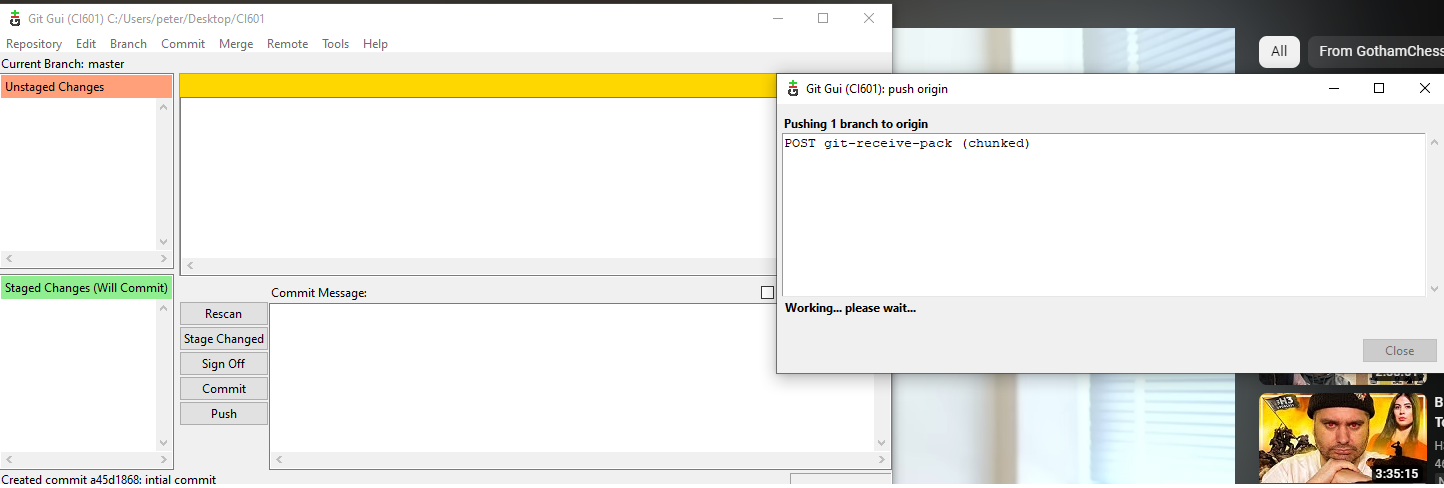 Git Gui (CI601) C:/Users/peter/Desktop/CI601
Repository Edit Branch Commit Merge Remote Tools Help
Current Branch: master
Unstaged Changes
Staged Changes (Will Commit)
Commit Message:
Rescan
Stage Changed
Sign Off
Commit
Push
Created commit a45d1868: intial commit
Git Gui (CI601): push origin
Pushing 1 branch to origin
POST git-receive-pack (chunked)
Working... please wait...
Close
All
From GothamChess
H3
3:35:15